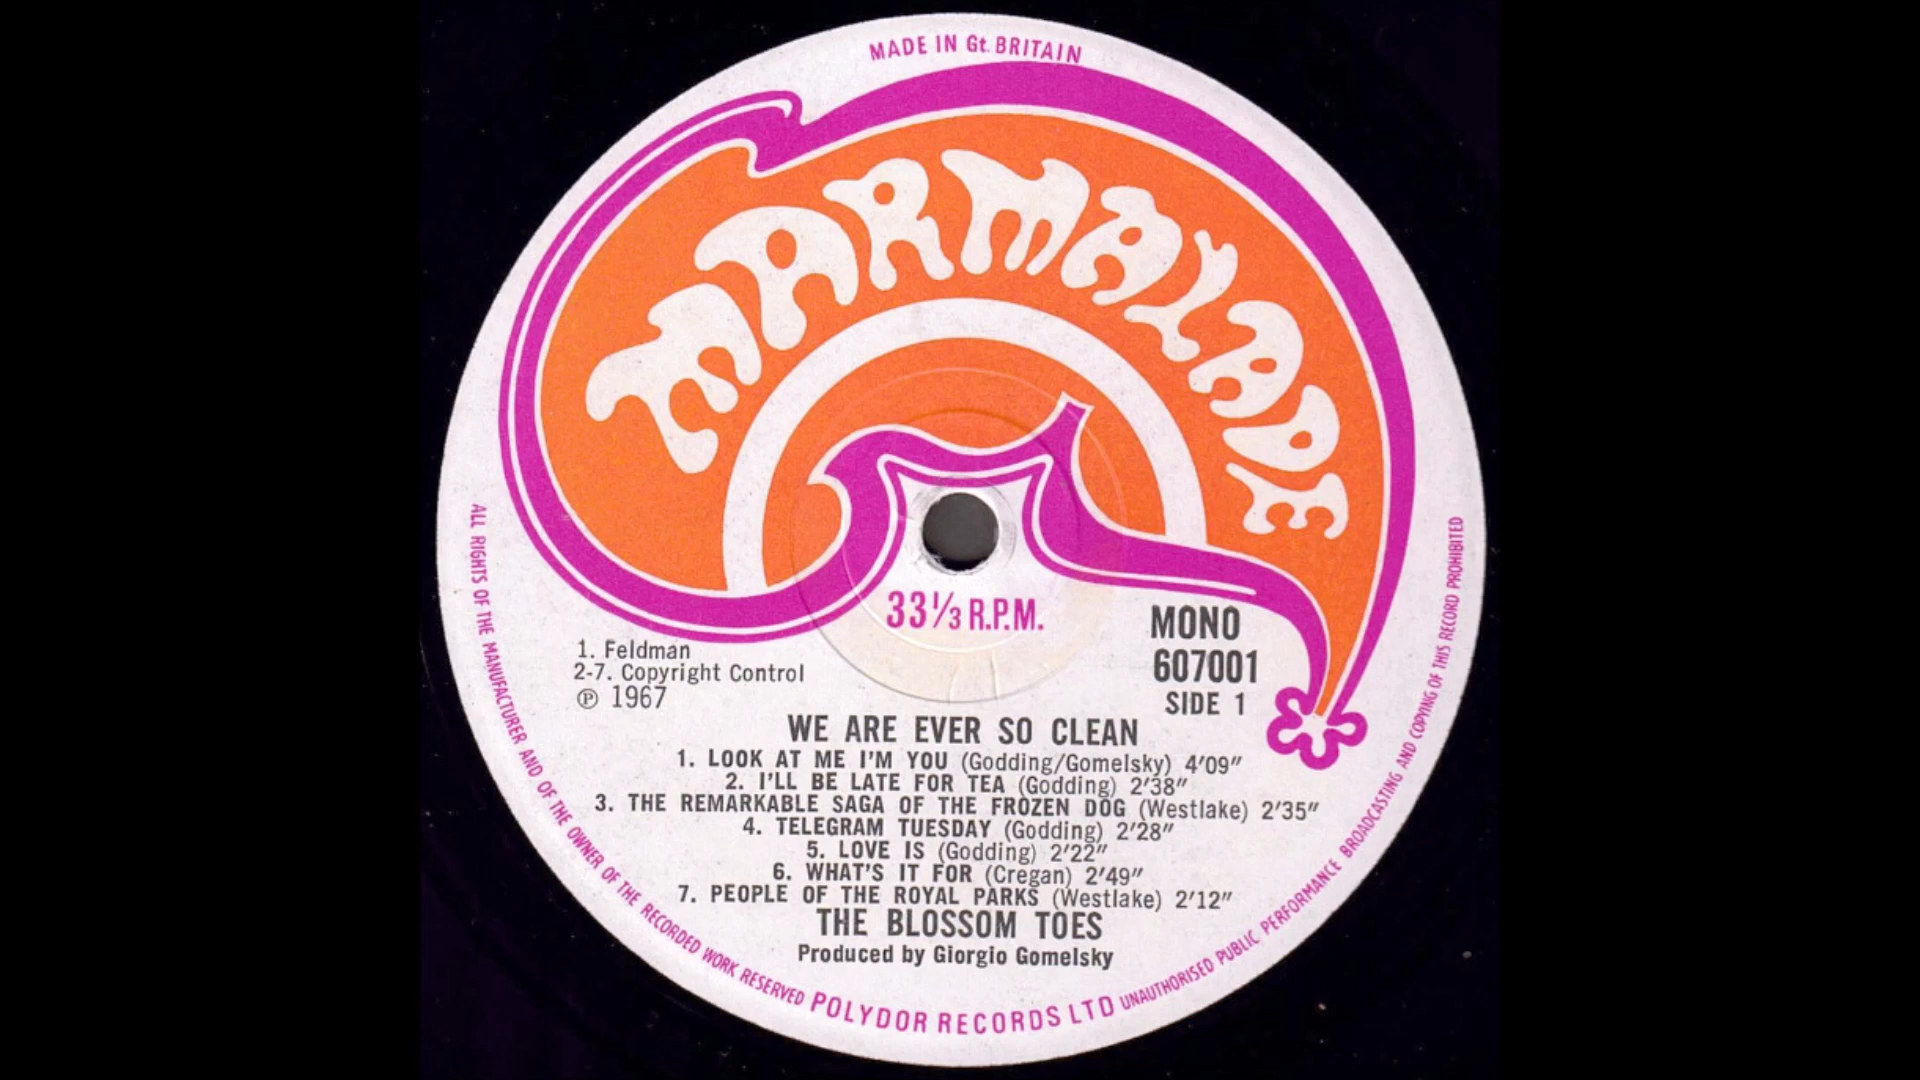 MADE IN Gt. BRITAIN
MARMALADE
33⅓ R.P.M.
MONO
607001
SIDE 1
1. Feldman
2-7. Copyright Control
℗ 1967
WE ARE EVER SO CLEAN
1. LOOK AT ME I'M YOU (Godding/Gomelsky) 4'09"
2. I'LL BE LATE FOR TEA (Godding) 2'38"
3. THE REMARKABLE SAGA OF THE FROZEN DOG (Westlake) 2'35"
4. TELEGRAM TUESDAY (Godding) 2'28"
5. LOVE IS (Godding) 2'22"
6. WHAT'S IT FOR (Cregan) 2'49"
7. PEOPLE OF THE ROYAL PARKS (Westlake) 2'12"
THE BLOSSOM TOES
Produced by Giorgio Gomelsky
ALL RIGHTS OF THE MANUFACTURER AND OF THE OWNER OF THE RECORDED WORK RESERVED POLYDOR RECORDS LTD UNAUTHORISED PUBLIC PERFORMANCE BROADCASTING AND COPYING OF THIS RECORD PROHIBITED